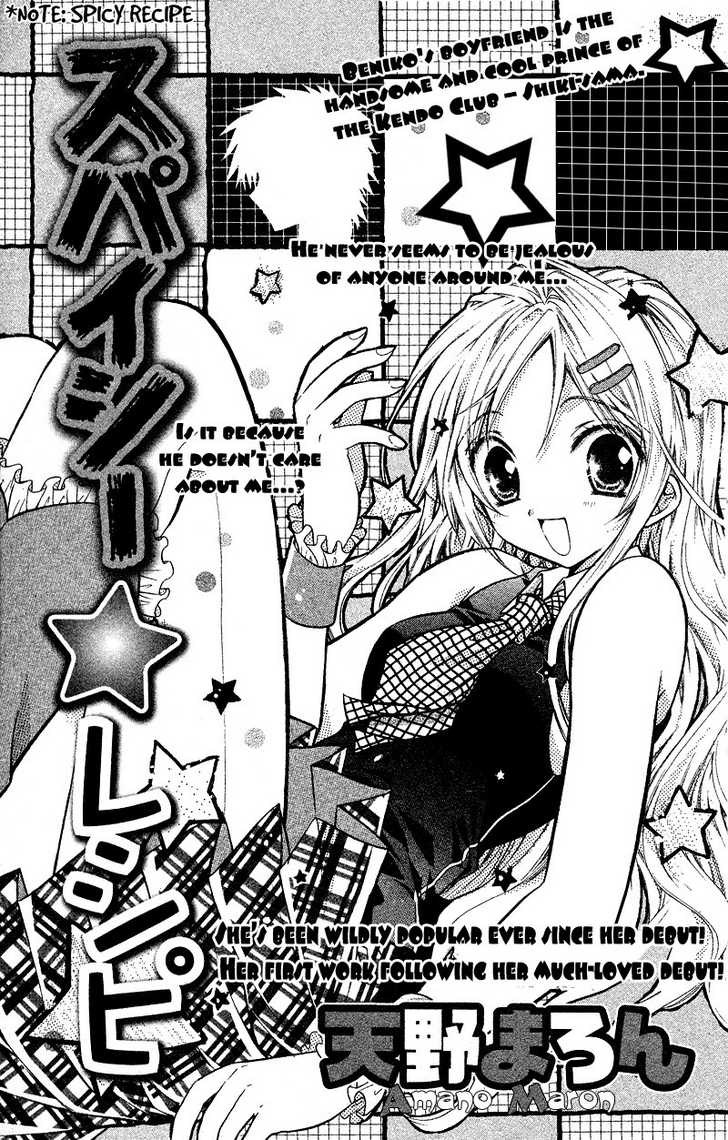 *NOTE: SPICY RECIPE
スパイシー★レシピ
BENIKO'S BOYFRIEND IS THE
HANDSOME AND COOL PRINCE OF
THE KENDO CLUB – SHIKI-SAMA.
HE NEVER SEEMS TO BE JEALOUS
OF ANYONE AROUND ME...
IS IT BECAUSE
HE DOESN'T CARE
ABOUT ME...?
SHE'S BEEN WILDLY POPULAR EVER SINCE HER DEBUT!
HER FIRST WORK FOLLOWING HER MUCH-LOVED DEBUT!
天野まろん
Amano Maron